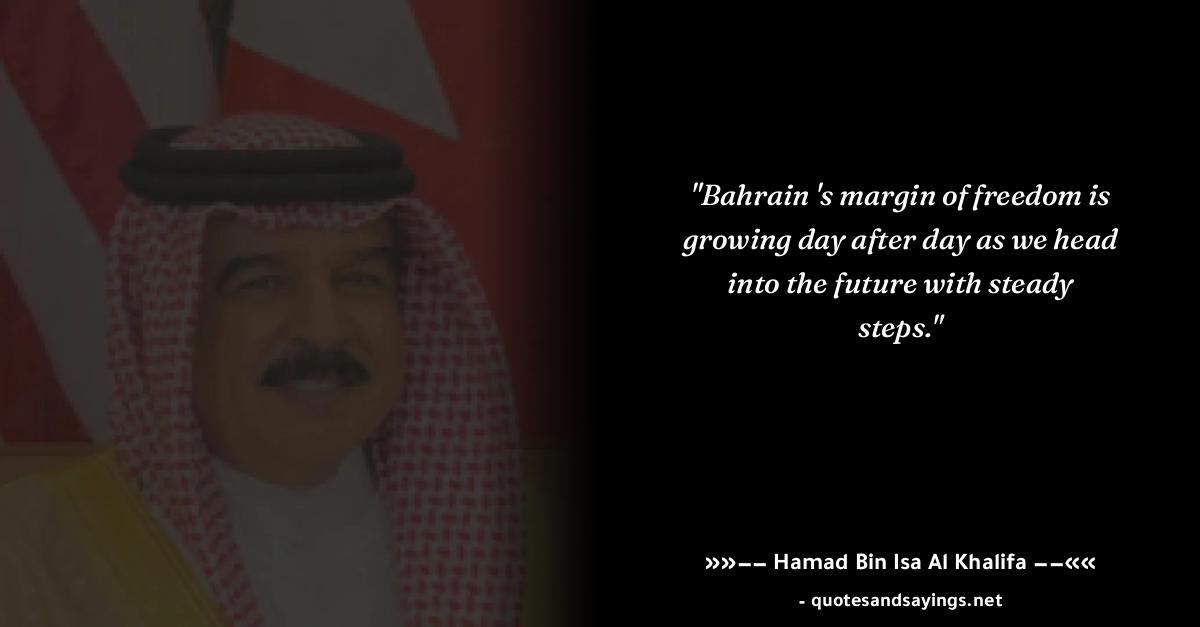 "Bahrain 's margin of freedom is
growing day after day as we head
into the future with steady
steps."
»»−− Hamad Bin Isa Al Khalifa −−««
- quotesandsayings.net